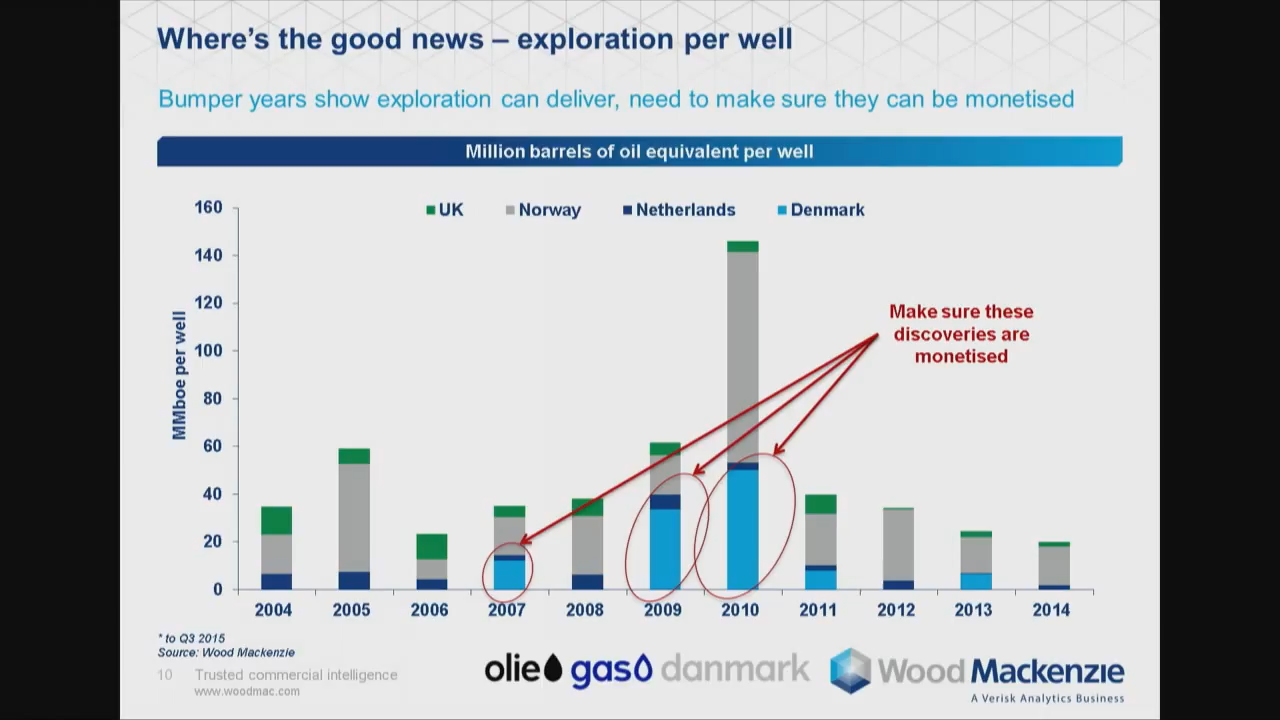 Where's the good news – exploration per well
Bumper years show exploration can deliver, need to make sure they can be monetised
Million barrels of oil equivalent per well
UK Norway Netherlands Denmark
MMboe per well
160
140
120
100
80
60
40
20
0
Make sure these
discoveries are
monetised
2004 2005 2006 2007 2008 2009 2010 2011 2012 2013 2014
* to Q3 2015
Source: Wood Mackenzie
10 Trusted commercial intelligence
www.woodmac.com
olie gas danmark
Wood Mackenzie
A Verisk Analytics Business